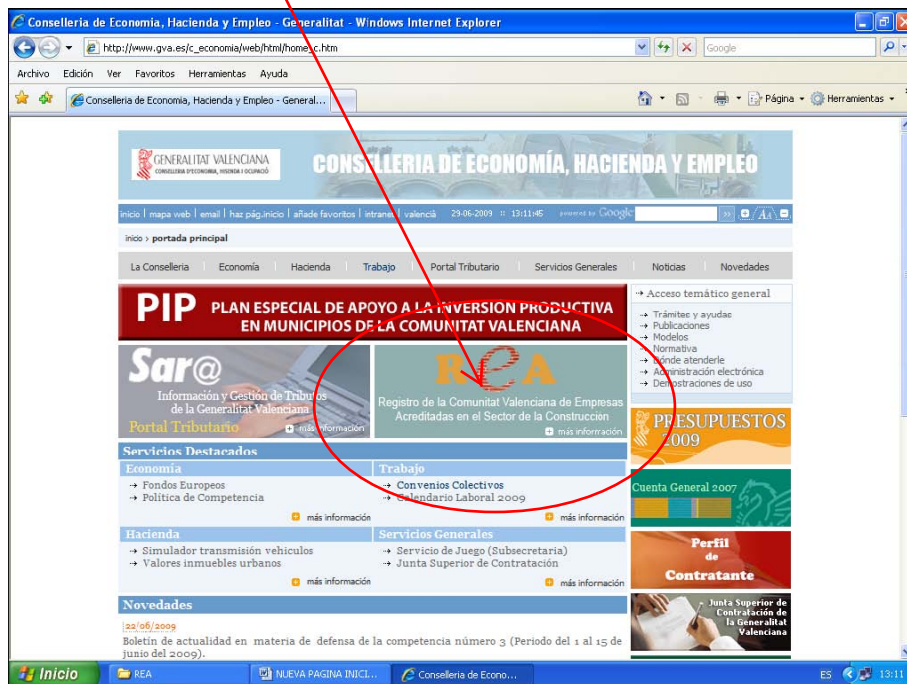 Conselleria de Economia, Hacienda y Empleo - Generalitat - Windows Internet Explorer
http://www.gva.es/c_economia/web/html/home_c.htm
Google
Archivo Edición Ver Favoritos Herramientas Ayuda
Conselleria de Economia, Hacienda y Empleo - General...
Página Herramientas
GENERALITAT VALENCIANA
CONSELLERIA D'ECONOMIA, HISENDA I OCUPACIÓ
CONSELLERIA DE ECONOMÍA, HACIENDA Y EMPLEO
inicio | mapa web | email | haz pág.inicio | añade favoritos | intranet | valencià 29-06-2009 :: 13:11:45 powered by Google
inicio > portada principal
La Conselleria Economía Hacienda Trabajo Portal Tributario Servicios Generales Noticias Novedades
PIP PLAN ESPECIAL DE APOYO A LA INVERSION PRODUCTIVA
EN MUNICIPIOS DE LA COMUNITAT VALENCIANA
Sar@
Información y Gestión de Tributos
de la Generalitat Valenciana
Portal Tributario
más información
ReA
Registro de la Comunitat Valenciana de Empresas
Acreditadas en el Sector de la Construcción
más información
Acceso temático general
Trámites y ayudas
Publicaciones
Modelos
Normativa
Dónde atenderle
Administración electrónica
Demostraciones de uso
PRESUPUESTOS
2009
Servicios Destacados
Economía
Fondos Europeos
Política de Competencia
más información
Trabajo
Convenios Colectivos
Calendario Laboral 2009
más información
Cuenta General 2007
Hacienda
Simulador transmisión vehiculos
Valores inmuebles urbanos
más información
Servicios Generales
Servicio de Juego (Subsecretaria)
Junta Superior de Contratación
más información
Perfil
de
Contratante
Novedades
22/06/2009
Boletín de actualidad en materia de defensa de la competencia número 3 (Periodo del 1 al 15 de
junio del 2009).
Junta Superior de
Contratación de
la Generalitat
Valenciana
Inicio REA NUEVA PAGINA INICI... Conselleria de Econo... ES 13:11